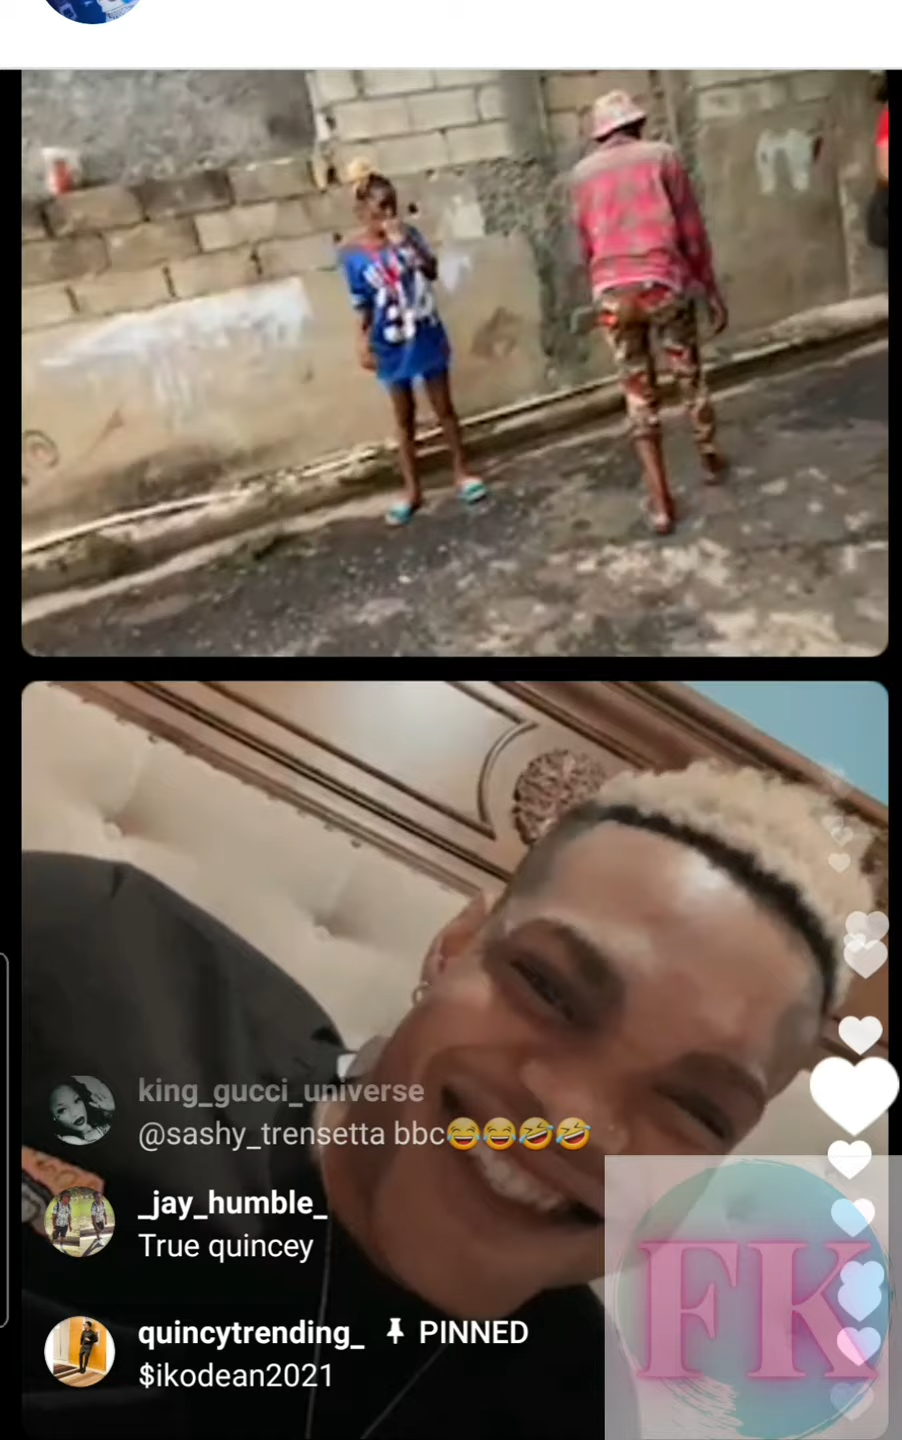 king_gucci_universe
@sashy_trensetta bbc😂😂🤣🤣
_jay_humble_
True quincey
quincytrending_ PINNED
$ikodean2021
FK